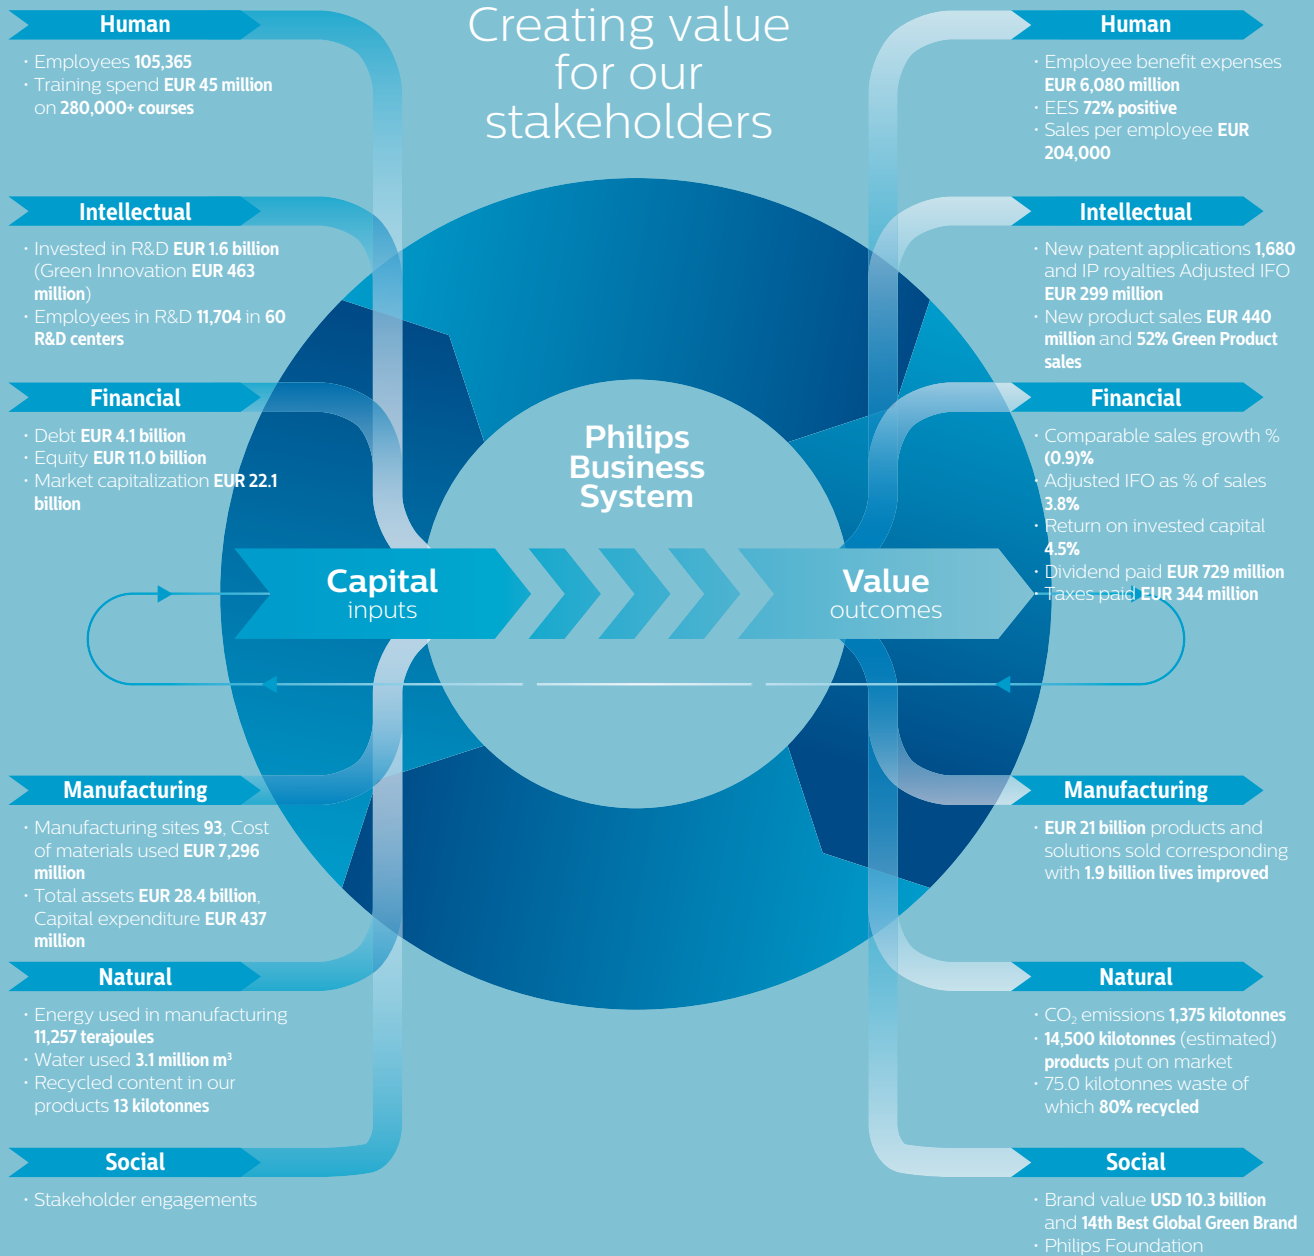 Creating value
for our
stakeholders
Human
· Employees 105,365
· Training spend EUR 45 million
on 280,000+ courses
Intellectual
· Invested in R&D EUR 1.6 billion
(Green Innovation EUR 463
million)
· Employees in R&D 11,704 in 60
R&D centers
Financial
· Debt EUR 4.1 billion
· Equity EUR 11.0 billion
· Market capitalization EUR 22.1
billion
Manufacturing
· Manufacturing sites 93, Cost
of materials used EUR 7,296
million
· Total assets EUR 28.4 billion,
Capital expenditure EUR 437
million
Natural
· Energy used in manufacturing
11,257 terajoules
· Water used 3.1 million m³
· Recycled content in our
products 13 kilotonnes
Social
· Stakeholder engagements
Philips
Business
System
Capital
inputs
Value
outcomes
Human
· Employee benefit expenses
EUR 6,080 million
· EES 72% positive
· Sales per employee EUR
204,000
Intellectual
· New patent applications 1,680
and IP royalties Adjusted IFO
EUR 299 million
· New product sales EUR 440
million and 52% Green Product
sales
Financial
· Comparable sales growth %
(0.9)%
· Adjusted IFO as % of sales
3.8%
· Return on invested capital
4.5%
· Dividend paid EUR 729 million
· Taxes paid EUR 344 million
Manufacturing
· EUR 21 billion products and
solutions sold corresponding
with 1.9 billion lives improved
Natural
· CO₂ emissions 1,375 kilotonnes
· 14,500 kilotonnes (estimated)
products put on market
· 75.0 kilotonnes waste of
which 80% recycled
Social
· Brand value USD 10.3 billion
and 14th Best Global Green Brand
· Philips Foundation